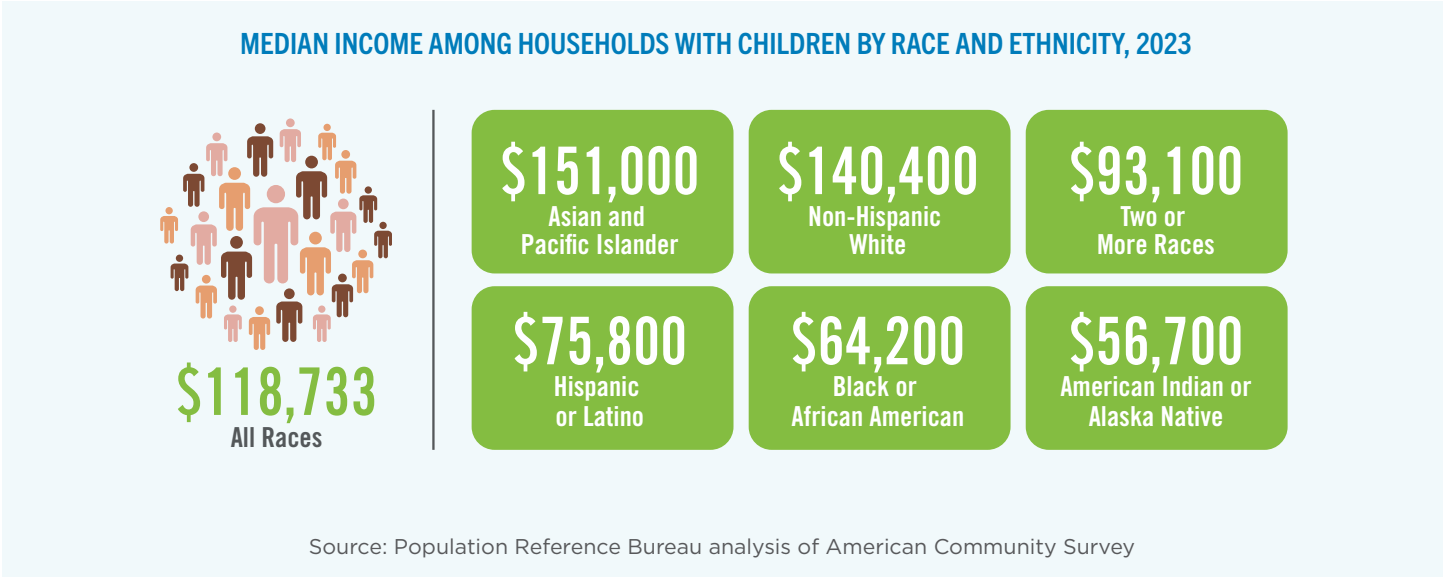 MEDIAN INCOME AMONG HOUSEHOLDS WITH CHILDREN BY RACE AND ETHNICITY, 2023
$118,733
All Races
$151,000
Asian and
Pacific Islander
$140,400
Non-Hispanic
White
$93,100
Two or
More Races
$75,800
Hispanic
or Latino
$64,200
Black or
African American
$56,700
American Indian or
Alaska Native
Source: Population Reference Bureau analysis of American Community Survey